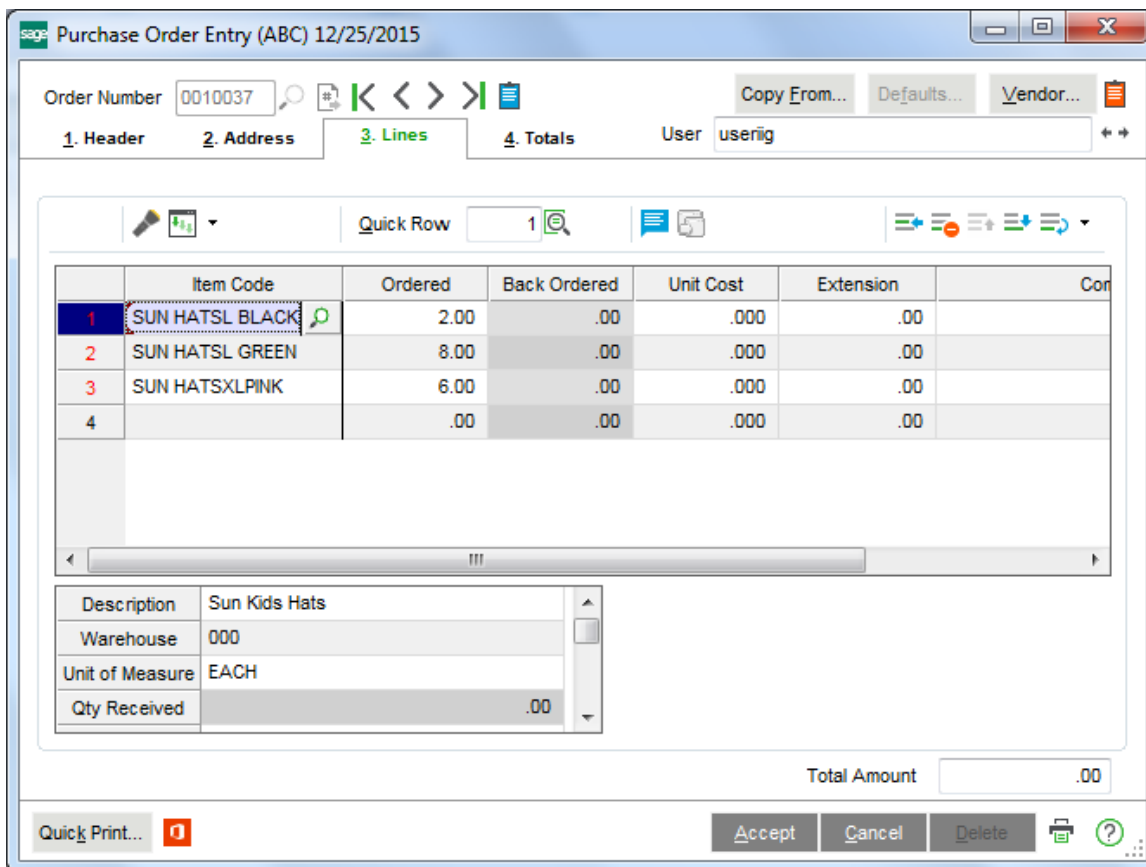 sage Purchase Order Entry (ABC) 12/25/2015
Order Number 0010037 # Copy From... Defaults... Vendor...
1. Header 2. Address 3. Lines 4. Totals User useriig
Quick Row 1
Item Code Ordered Back Ordered Unit Cost Extension Com
1 SUN HATSL BLACK 2.00 .00 .000 .00
2 SUN HATSL GREEN 8.00 .00 .000 .00
3 SUN HATSXLPINK 6.00 .00 .000 .00
4 .00 .00 .000 .00
Description Sun Kids Hats
Warehouse 000
Unit of Measure EACH
Qty Received .00
Total Amount .00
Quick Print... Accept Cancel Delete ?